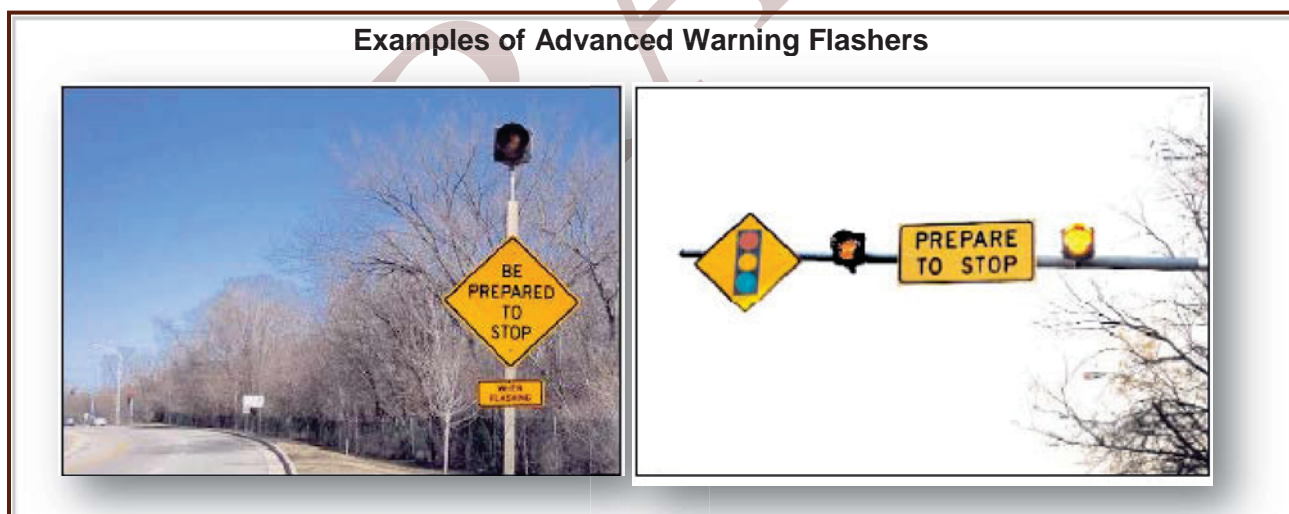 Examples of Advanced Warning Flashers
BE
PREPARED
TO
STOP
WHEN
FLASHING
PREPARE
TO STOP